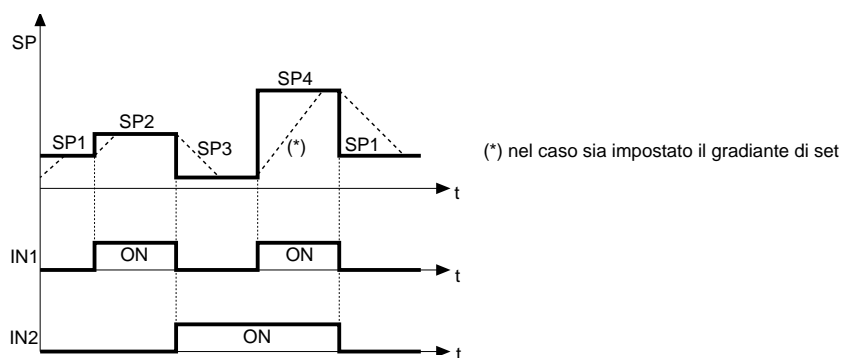 SP
SP4
SP2
SP1
SP3
(*)
SP1
(*) nel caso sia impostato il gradiante di set
t
IN1
ON
ON
t
IN2
ON
t